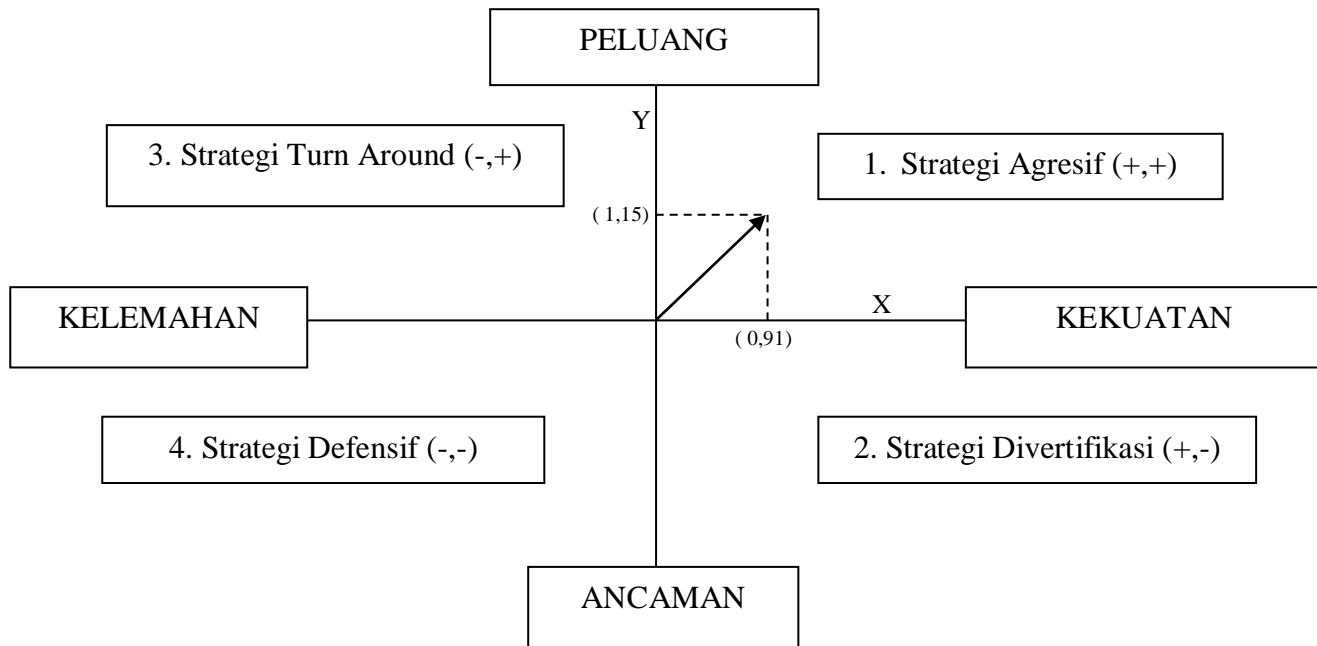 PELUANG
Y
3. Strategi Turn Around (-,+)
1. Strategi Agresif (+,+)
( 1,15)
KELEMAHAN
X
KEKUATAN
( 0,91)
4. Strategi Defensif (-,-)
2. Strategi Divertifikasi (+,-)
ANCAMAN